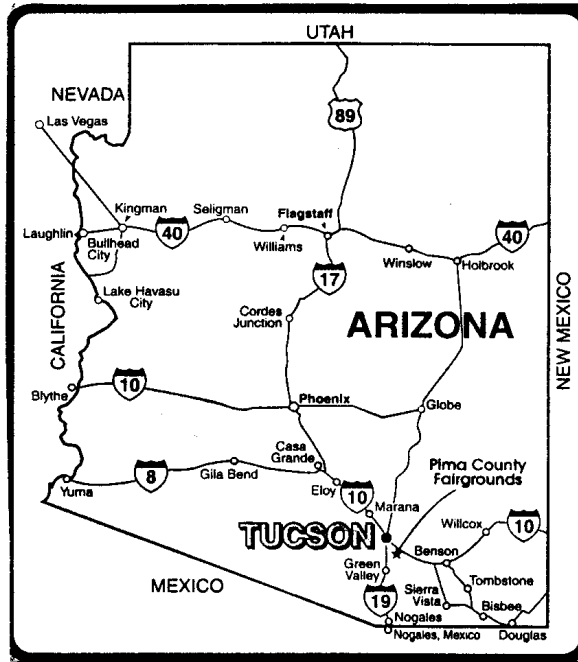 UTAH
NEVADA
Las Vegas
89
Kingman
Seligman
Flagstaff
Laughlin
Bullhead
City
40
Williams
40
Winslow
Holbrook
17
CALIFORNIA
Lake Havasu
City
Cordes
Junction
ARIZONA
NEW MEXICO
10
Blythe
Phoenix
Globe
Casa
Grande
Pima County
Fairgrounds
8
Gila Bend
Yuma
Eloy
10
Marana
Willcox
10
TUCSON
Benson
Green
Valley
MEXICO
Tombstone
Sierra
Vista
19
Bisbee
Nogales
Nogales, Mexico
Douglas